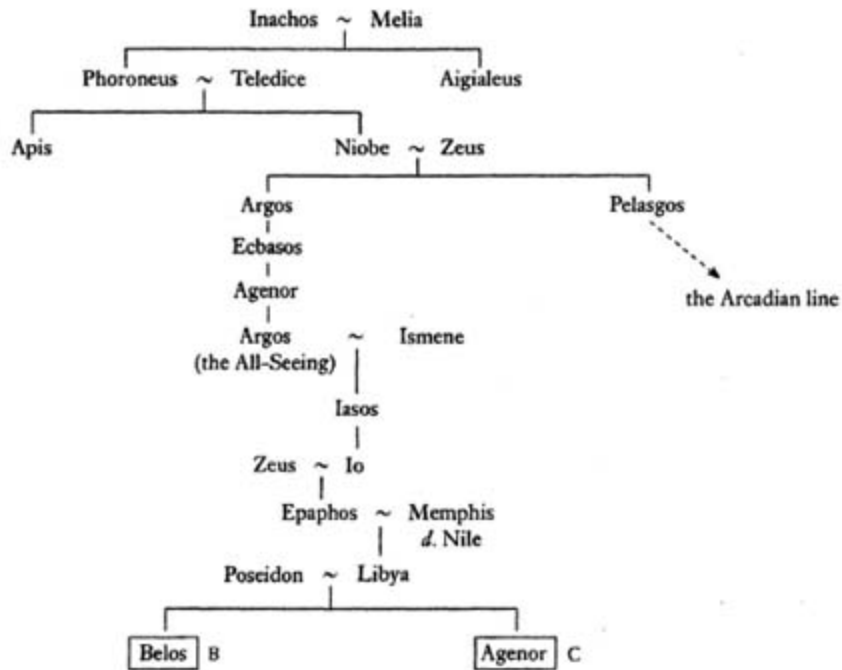 Inachos ~ Melia
Phoroneus ~ Teledice Aigialeus
Apis Niobe ~ Zeus
Argos Pelasgos
Ecbasos
Agenor
the Arcadian line
Argos ~ Ismene
(the All-Seeing)
Iasos
Zeus ~ Io
Epaphos ~ Memphis
d. Nile
Poseidon ~ Libya
Belos B Agenor C